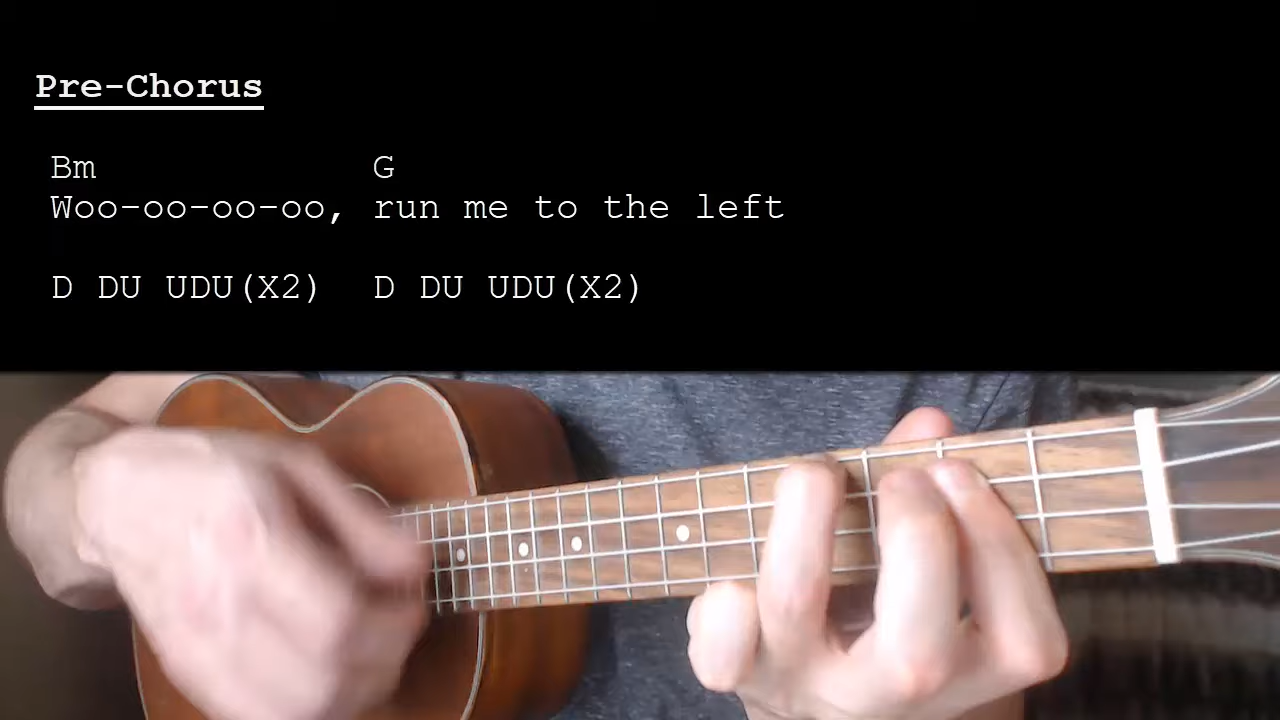 Pre-Chorus
Bm G
Woo-oo-oo-oo, run me to the left
D DU UDU(X2) D DU UDU(X2)